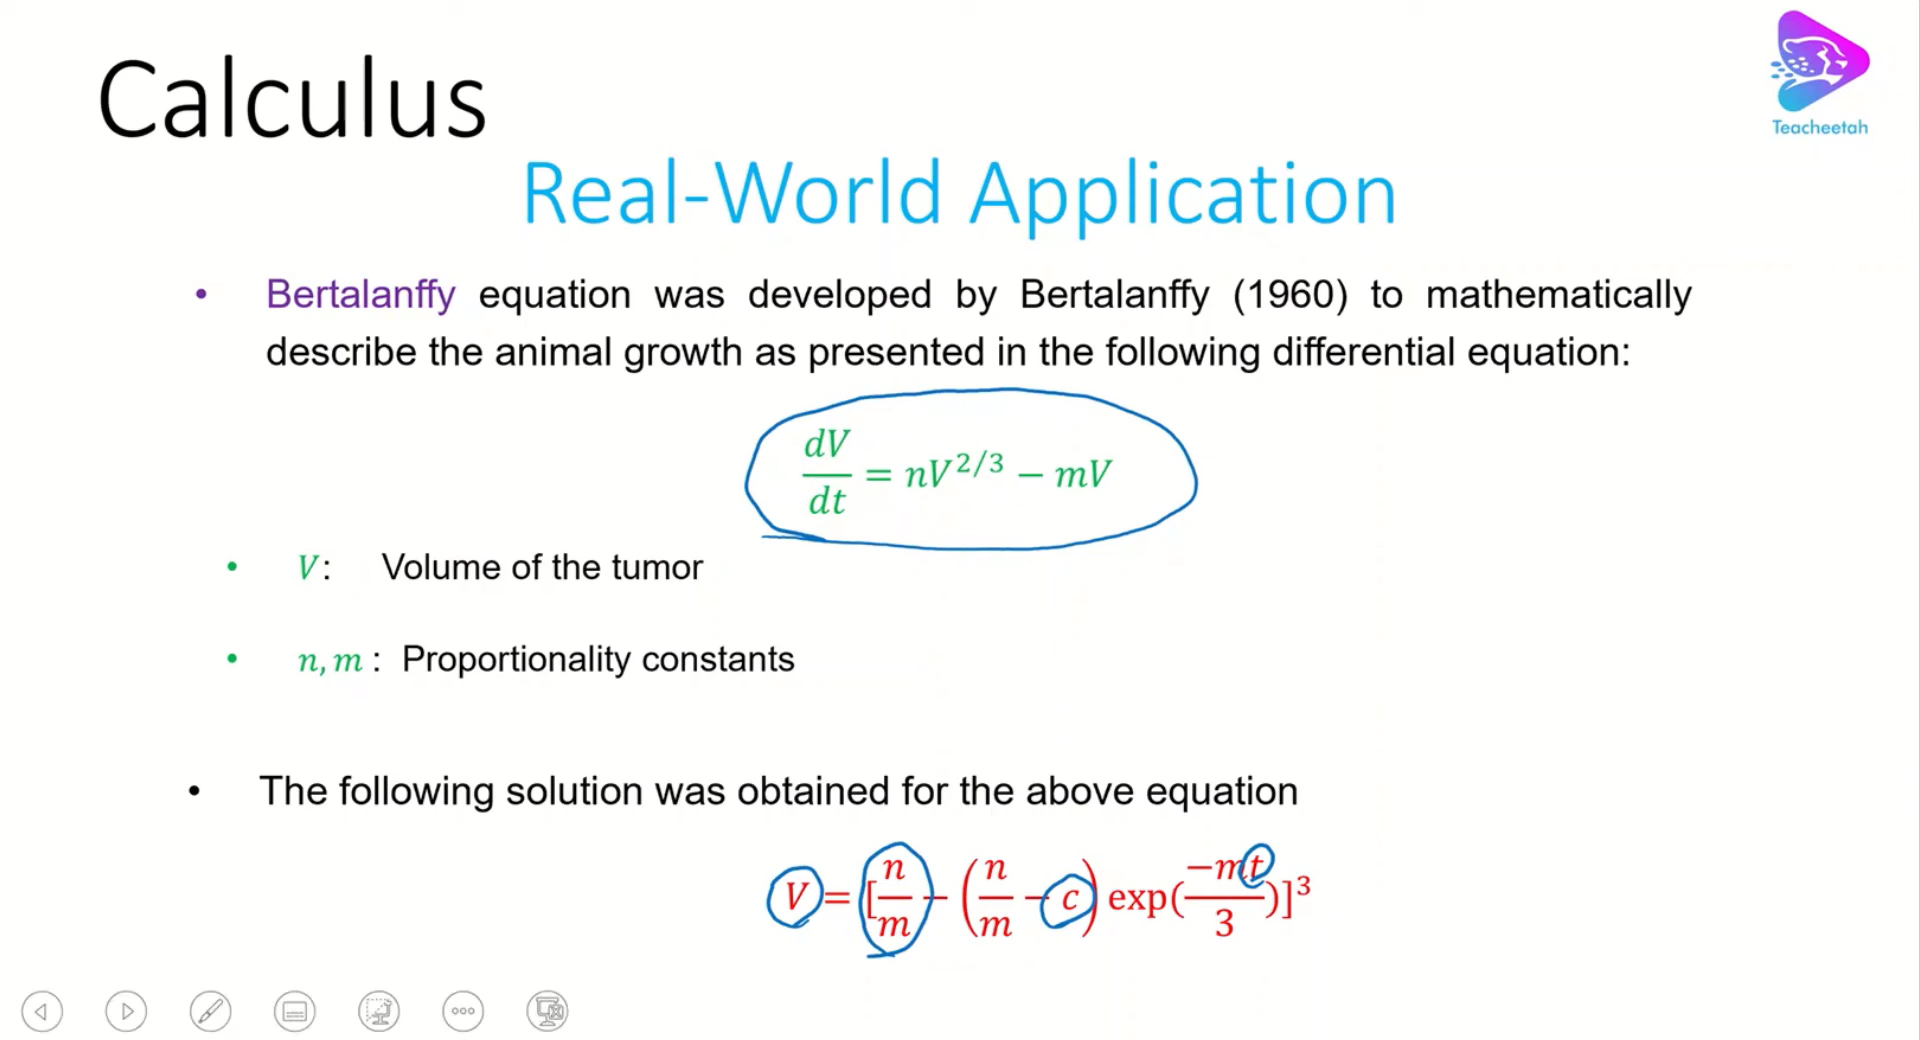 Calculus
Teacheetah
Real-World Application
• Bertalanffy equation was developed by Bertalanffy (1960) to mathematically
describe the animal growth as presented in the following differential equation:
dV/dt = nV^2/3 − mV
• V: Volume of the tumor
• n, m : Proportionality constants
• The following solution was obtained for the above equation
V = [n/m − (n/m − c) exp(−mt/3)]^3